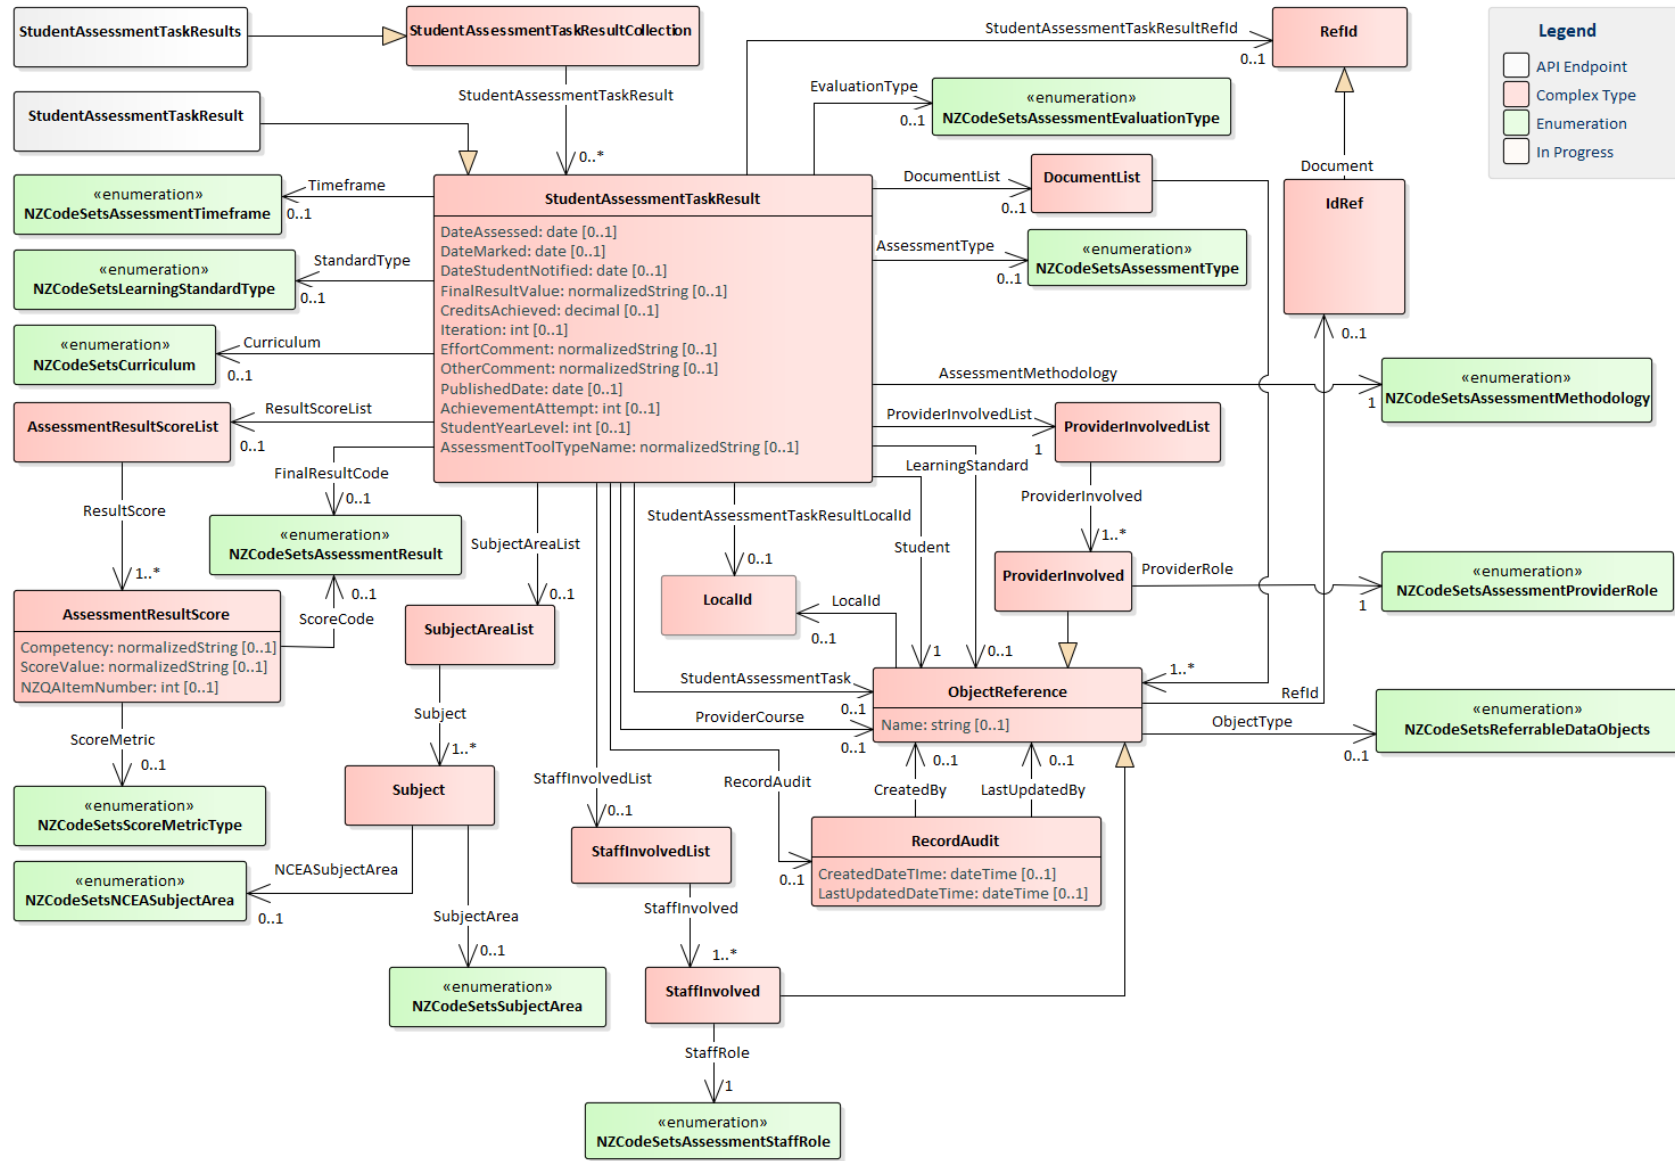 StudentAssessmentTaskResults
StudentAssessmentTaskResultCollection
StudentAssessmentTaskResultRefId
0..1
RefId
Legend
API Endpoint
Complex Type
Enumeration
In Progress
StudentAssessmentTaskResult
EvaluationType
0..1
«enumeration»
NZCodeSetsAssessmentEvaluationType
StudentAssessmentTaskResult
0..*
Document
«enumeration»
NZCodeSetsAssessmentTimeframe
Timeframe
0..1
StudentAssessmentTaskResult
DateAssessed: date [0..1]
DateMarked: date [0..1]
DateStudentNotified: date [0..1]
FinalResultValue: normalizedString [0..1]
CreditsAchieved: decimal [0..1]
Iteration: int [0..1]
EffortComment: normalizedString [0..1]
OtherComment: normalizedString [0..1]
PublishedDate: date [0..1]
AchievementAttempt: int [0..1]
StudentYearLevel: int [0..1]
AssessmentToolTypeName: normalizedString [0..1]
DocumentList
0..1
DocumentList
IdRef
0..1
«enumeration»
NZCodeSetsLearningStandardType
StandardType
0..1
AssessmentType
0..1
«enumeration»
NZCodeSetsAssessmentType
«enumeration»
NZCodeSetsCurriculum
Curriculum
0..1
AssessmentMethodology
1
«enumeration»
NZCodeSetsAssessmentMethodology
AssessmentResultScoreList
ResultScoreList
0..1
ProviderInvolvedList
1
ProviderInvolvedList
FinalResultCode
0..1
LearningStandard
0..1
ProviderInvolved
1..*
ResultScore
1..*
«enumeration»
NZCodeSetsAssessmentResult
SubjectAreaList
0..1
StudentAssessmentTaskResultLocalId
0..1
Student
1
ProviderInvolved
ProviderRole
1
«enumeration»
NZCodeSetsAssessmentProviderRole
AssessmentResultScore
Competency: normalizedString [0..1]
ScoreValue: normalizedString [0..1]
NZQAItemNumber: int [0..1]
ScoreCode
0..1
SubjectAreaList
LocalId
LocalId
0..1
StudentAssessmentTask
0..1
ProviderCourse
0..1
ObjectReference
Name: string [0..1]
1..*
RefId
ObjectType
0..1
«enumeration»
NZCodeSetsReferrableDataObjects
ScoreMetric
0..1
Subject
1..*
«enumeration»
NZCodeSetsScoreMetricType
Subject
StaffInvolvedList
0..1
RecordAudit
0..1
CreatedBy
0..1
LastUpdatedBy
0..1
StaffInvolvedList
RecordAudit
CreatedDateTIme: dateTime [0..1]
LastUpdatedDateTime: dateTime [0..1]
«enumeration»
NZCodeSetsNCEASubjectArea
NCEASubjectArea
0..1
SubjectArea
0..1
StaffInvolved
1..*
«enumeration»
NZCodeSetsSubjectArea
StaffInvolved
StaffRole
1
«enumeration»
NZCodeSetsAssessmentStaffRole